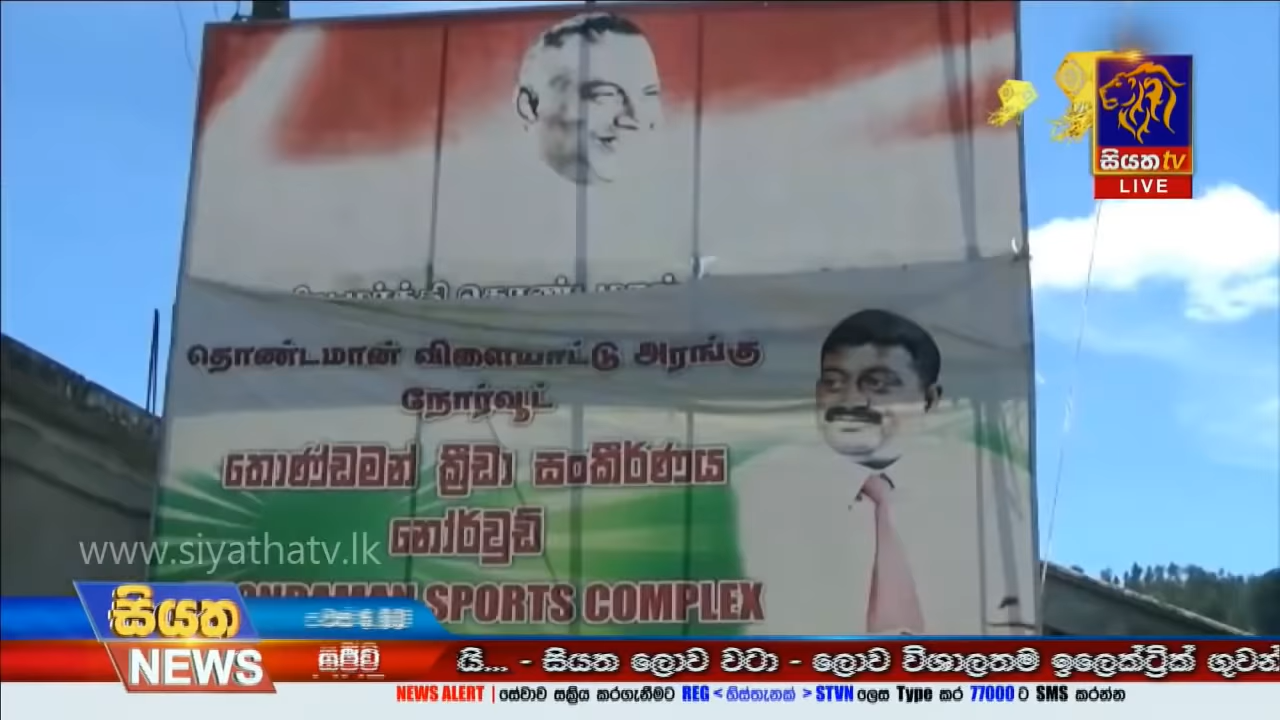 සියත tv
LIVE
தொண்டமான் விளையாட்டு அரங்கு
நோர்வூட்
තොණ්ඩමන් ක්‍රීඩා සංකීර්ණය
නෝර්වුඩ්
SPORTS COMPLEX
www.siyathatv.lk
සියත
NEWS
යි... - සියත ලොව වටා - ලොව විශාලතම ඉලෙක්ට්‍රික් ගුවන්
NEWS ALERT | සේවාව සක්‍රිය කරගැනීමට REG < හිස්තැනක් > STVN ලෙස Type කර 77000 ට SMS කරන්න